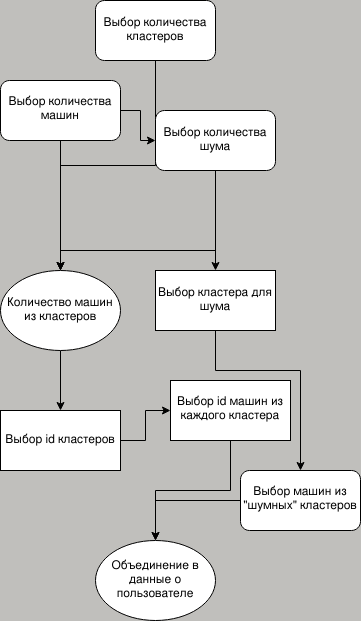 Выбор количества
кластеров
Выбор количества
машин
Выбор количества
шума
Количество машин
из кластеров
Выбор кластера для
шума
Выбор id кластеров
Выбор id машин из
каждого кластера
Выбор машин из
"шумных" кластеров
Объединение в
данные о
пользователе